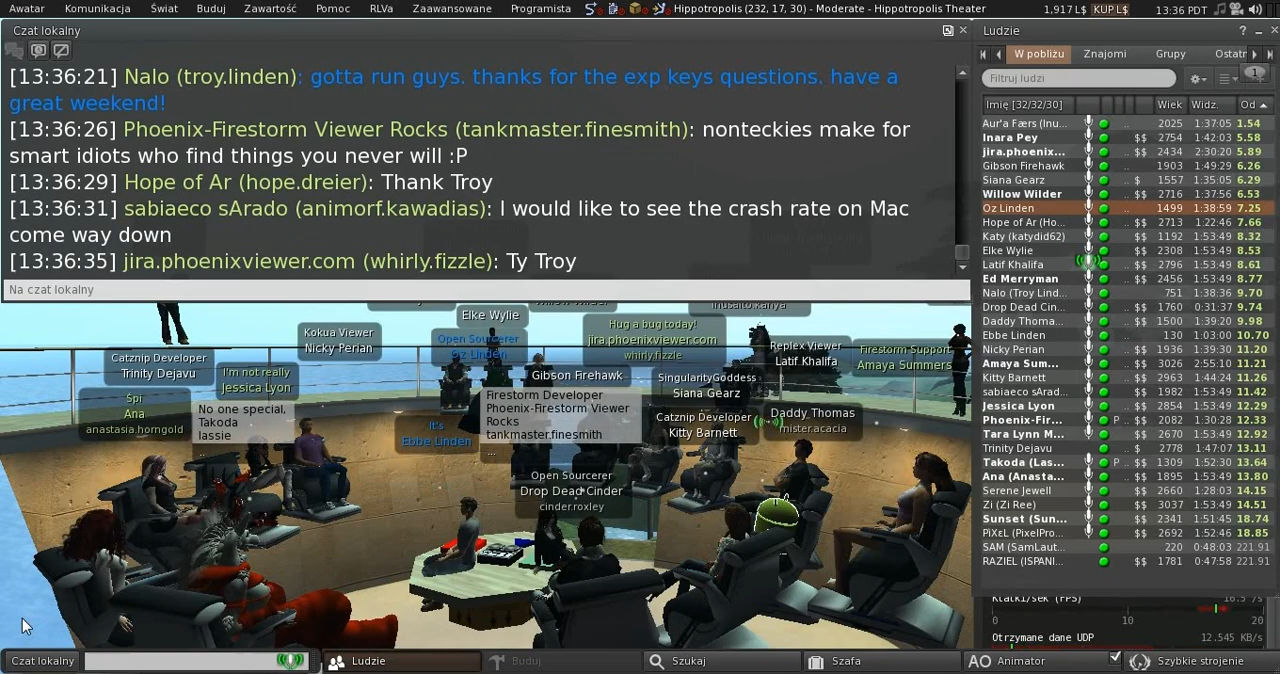 Awatar Komunikacja Świat Buduj Zawartość Pomoc RLVa Zaawansowane Programista Hippotropolis (232, 17, 30) - Moderate - Hippotropolis Theater 1,917 L$ KUP L$ 13:36 PDT
Czat lokalny
[13:36:21] Nalo (troy.linden): gotta run guys. thanks for the exp keys questions. have a
great weekend!
[13:36:26] Phoenix-Firestorm Viewer Rocks (tankmaster.finesmith): nonteckies make for
smart idiots who find things you never will :P
[13:36:29] Hope of Ar (hope.dreier): Thank Troy
[13:36:31] sabiaeco sArado (animorf.kawadias): I would like to see the crash rate on Mac
come way down
[13:36:35] jira.phoenixviewer.com (whirly.fizzle): Ty Troy
Na czat lokalny
Elke Wylie
Kokua Viewer
Nicky Perian
Open Sourcerer
Oz Linden
Hug a bug today!
jira.phoenixviewer.com
whirly.fizzle
Replex Viewer
Latif Khalifa
Firestorm Support
Amaya Summers
Catznip Developer
Trinity Dejavu
I'm not really
Jessica Lyon
Gibson Firehawk
SingularityGoddess
Siana Gearz
Śpi
Ana
anastasia.horngold
No one special,
Takoda
lassie
..
It's
Ebbe Linden
Firestorm Developer
Phoenix-Firestorm Viewer
Rocks
tankmaster.finesmith
...
Catznip Developer
Kitty Barnett
Daddy Thomas
mister.acacia
Open Sourcerer
Drop Dead Cinder
cinder.roxley
Ludzie
W pobliżu Znajomi Grupy Ostatr
Filtruj ludzi
1
Imię [32/32/30] Wiek Widz. Od
Aur'a Færs (Inu... .. 2025 1:37:05 1.54
Inara Pey $$ 2754 1:42:03 5.58
jira.phoenix... .. $$ 2434 2:30:20 5.89
Gibson Firehawk 1903 1:49:29 6.26
Siana Gearz .. $ 1557 1:35:05 6.29
Willow Wilder .. $$ 2716 1:37:56 6.53
Oz Linden .. 1499 1:38:59 7.25
Hope of Ar (Ho... .. $$ 2713 1:22:46 7.66
Katy (katydid62) .. $$ 1192 1:53:49 8.32
Elke Wylie .. $$ 2308 1:53:49 8.53
Latif Khalifa .. $$ 2796 1:53:49 8.61
Ed Merryman .. $$ 2456 1:53:49 8.77
Nalo (Troy Lind... 751 1:38:36 9.70
Drop Dead Cin... .. $$ 1760 0:31:37 9.74
Daddy Thoma... .. $$ 1500 1:39:20 9.98
Ebbe Linden 130 1:03:00 10.70
Nicky Perian $$ 1936 1:39:30 11.20
Amaya Sum... .. $$ 3026 2:55:10 11.21
Kitty Barnett .. $$ 2963 1:44:24 11.26
sabiaeco sAr... .. $$ 1982 1:53:49 11.42
Jessica Lyon .. $$ 2854 1:53:49 12.29
Phoenix-Fir... P .. $$ 2082 1:30:28 12.33
Tara Lynn M... .. $$ 2670 1:53:49 12.92
Trinity Dejavu .. $ 2778 1:47:07 13.11
Takoda (Las... P .. $$ 1309 1:52:30 13.64
Ana (Anasta... .. $$ 1895 1:53:49 13.80
Serene Jewell $$ 2660 1:28:03 14.15
Zi (Zi Ree) .. $$ 3037 1:53:49 14.51
Sunset (Sun... .. $$ 2341 1:51:45 18.74
PiXεL (PixelPro... .. $$ 2692 1:52:46 18.85
SAM (SamLaut... 220 0:48:03 221.91
RAZIEL (ISPANI... $$ 1781 0:47:58 221.91
Klatki/sek (FPS) 16.5 /s
0 10 20
Otrzymane dane UDP 12.545 KB/s
Czat lokalny Ludzie Buduj Szukaj Szafa AO Animator Szybkie strojenie